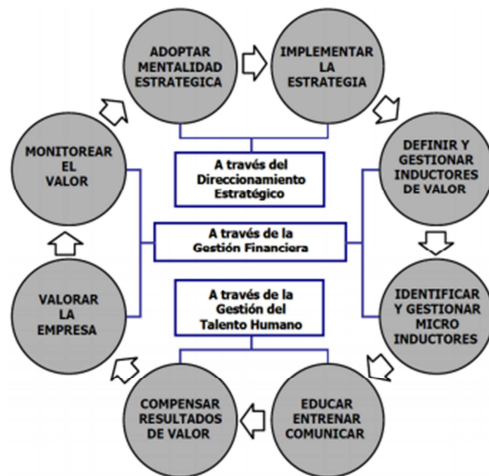 ADOPTAR
MENTALIDAD
ESTRATEGICA
IMPLEMENTAR
LA
ESTRATEGIA
DEFINIR Y
GESTIONAR
INDUCTORES
DE VALOR
IDENTIFICAR
Y GESTIONAR
MICRO
INDUCTORES
EDUCAR
ENTRENAR
COMUNICAR
COMPENSAR
RESULTADOS
DE VALOR
VALORAR
LA
EMPRESA
MONITOREAR
EL
VALOR
A través del
Direccionamiento
Estratégico
A través de la
Gestión Financiera
A través de la
Gestión del
Talento Humano